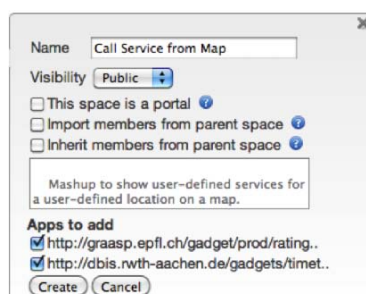 Name Call Service from Map
Visibility Public
This space is a portal
Import members from parent space
Inherit members from parent space
Mashup to show user-defined services for
a user-defined location on a map.
Apps to add
http://graasp.epfl.ch/gadget/prod/rating..
http://dbis.rwth-aachen.de/gadgets/timet..
Create Cancel